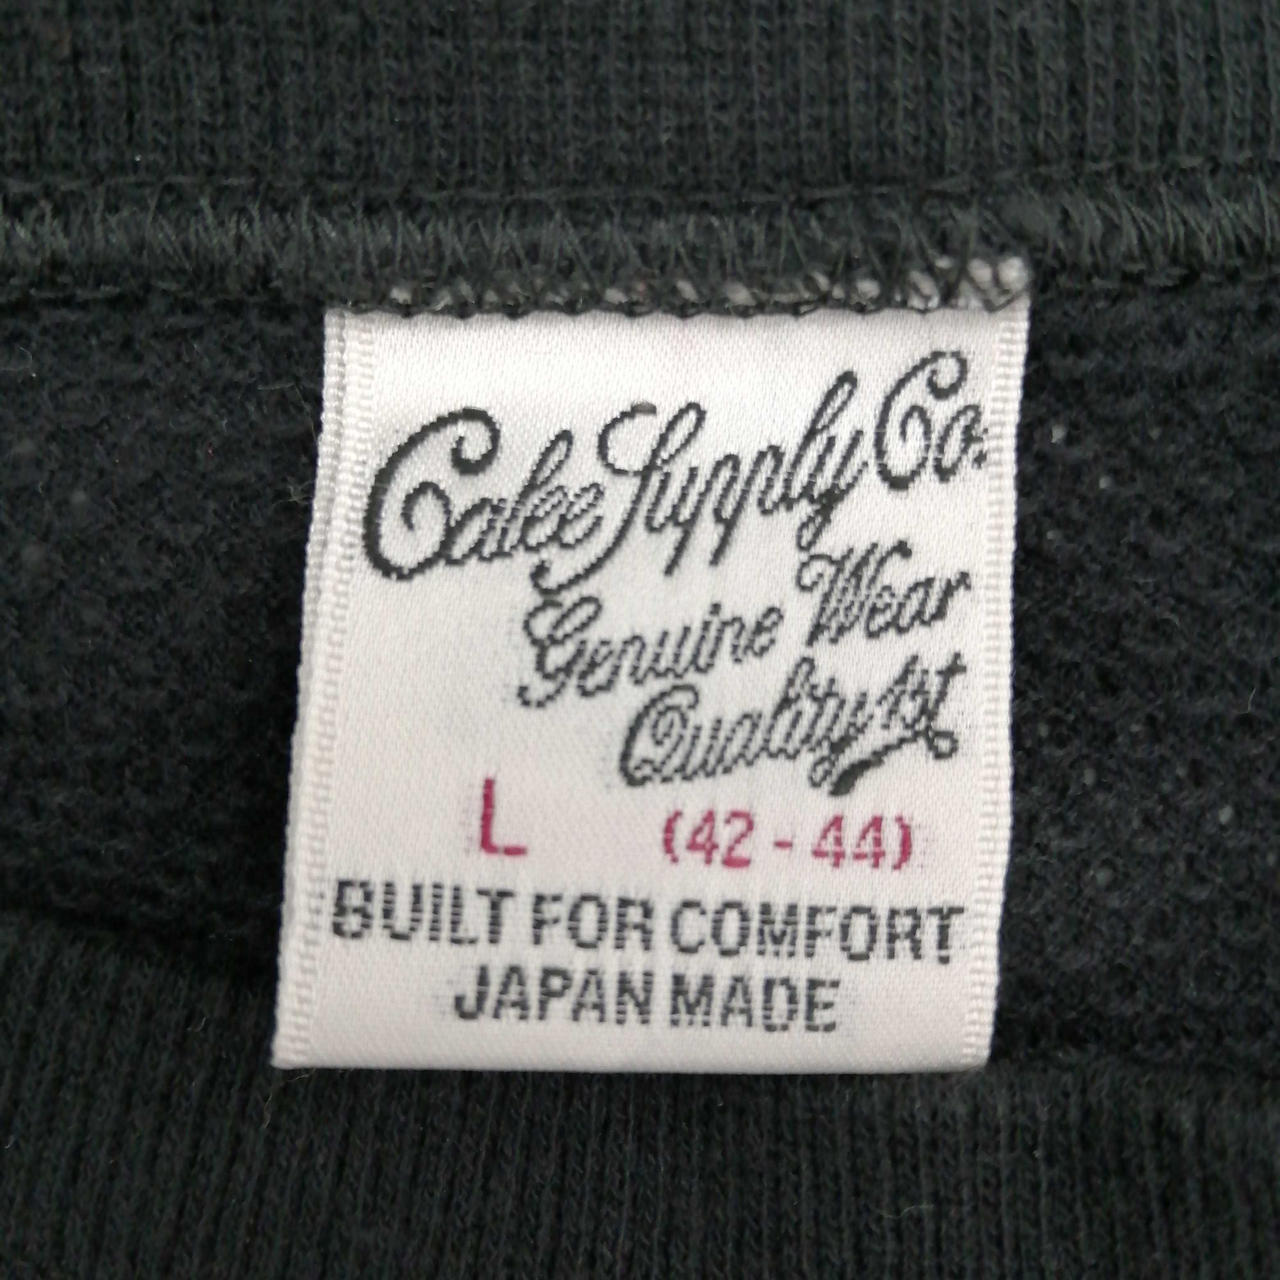 Calee Supply Co.
Genuine Wear
Quality 1st
L (42-44)
BUILT FOR COMFORT
JAPAN MADE